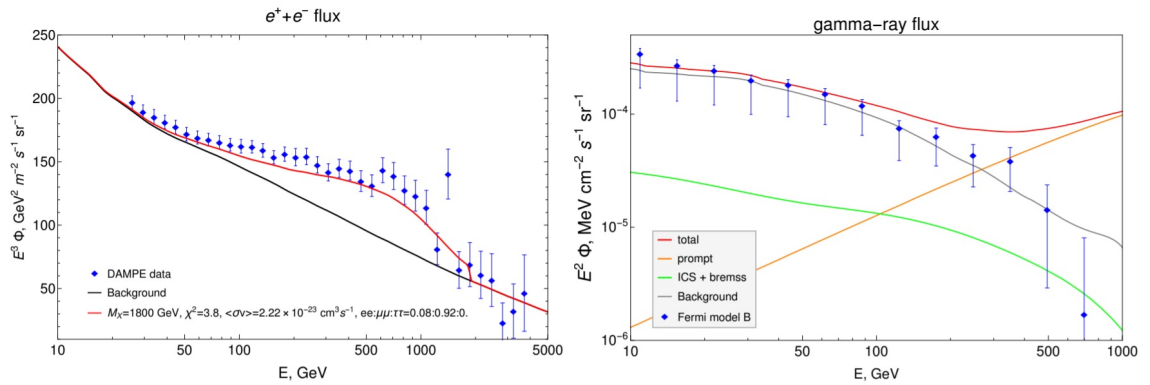 e⁺+e⁻ flux
250
200
150
100
50
E³ Φ, GeV² m⁻² s⁻¹ sr⁻¹
DAMPE data
Background
Mχ=1800 GeV, χ²=3.8, <σv>=2.22×10⁻²³ cm³s⁻¹, ee:μμ:ττ=0.08:0.92:0.
10 50 100 500 1000 5000
E, GeV
gamma−ray flux
10⁻⁴
10⁻⁵
10⁻⁶
E² Φ, MeV cm⁻² s⁻¹ sr⁻¹
total
prompt
ICS + bremss
Background
Fermi model B
10 50 100 500 1000
E, GeV